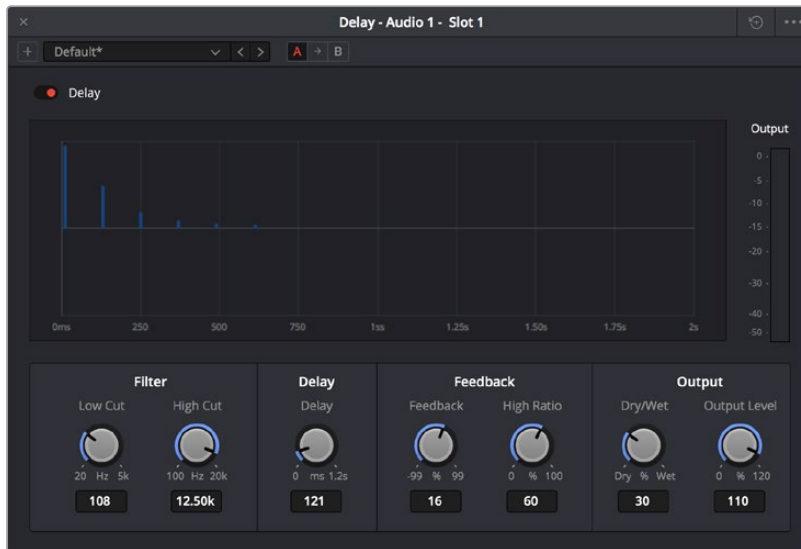 Delay - Audio 1 - Slot 1
Default*
A
B
Delay
Output
0 -
-5 -
-10 -
-15 -
-20 -
-30 -
-40 -
-50 -
0ms 250 500 750 1ss 1.25s 1.50s 1.75s 2s
Filter Delay Feedback Output
Low Cut High Cut Delay Feedback High Ratio Dry/Wet Output Level
20 Hz 5k 100 Hz 20k 0 ms 1.2s -99 % 99 0 % 100 Dry % Wet 0 % 120
108 12.50k 121 16 60 30 110